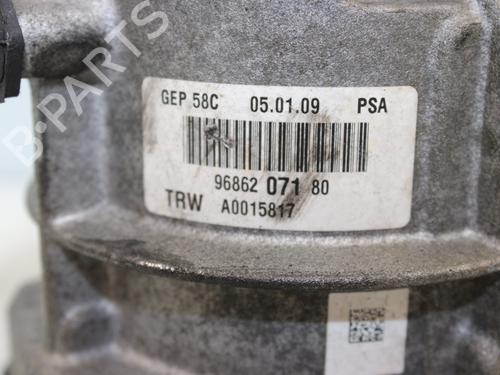 GEP 58C 05.01.09 PSA
96862 071 80
TRW A0015817
B-PARTS